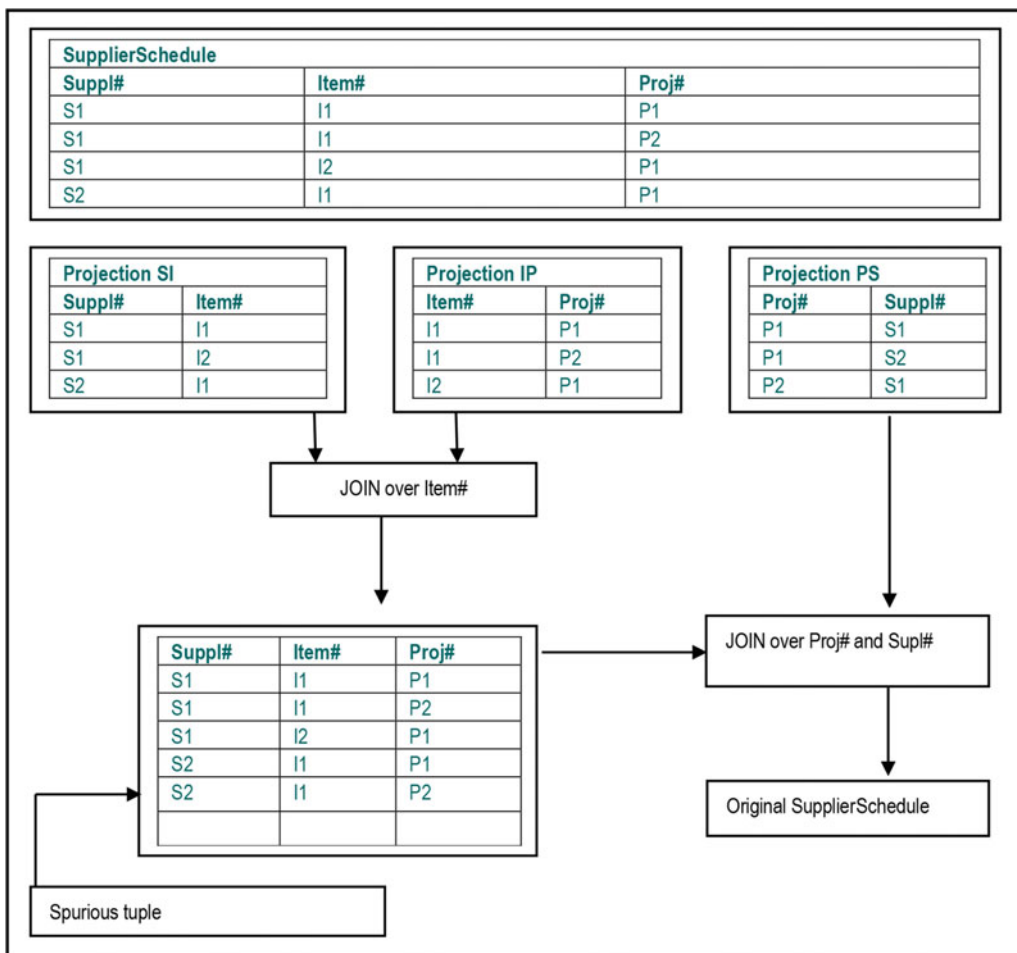 SupplierSchedule
Suppl# Item# Proj#
S1 I1 P1
S1 I1 P2
S1 I2 P1
S2 I1 P1
Projection SI
Suppl# Item#
S1 I1
S1 I2
S2 I1
Projection IP
Item# Proj#
I1 P1
I1 P2
I2 P1
Projection PS
Proj# Suppl#
P1 S1
P1 S2
P2 S1
JOIN over Item#
Suppl# Item# Proj#
S1 I1 P1
S1 I1 P2
S1 I2 P1
S2 I1 P1
S2 I1 P2
JOIN over Proj# and Supl#
Original SupplierSchedule
Spurious tuple